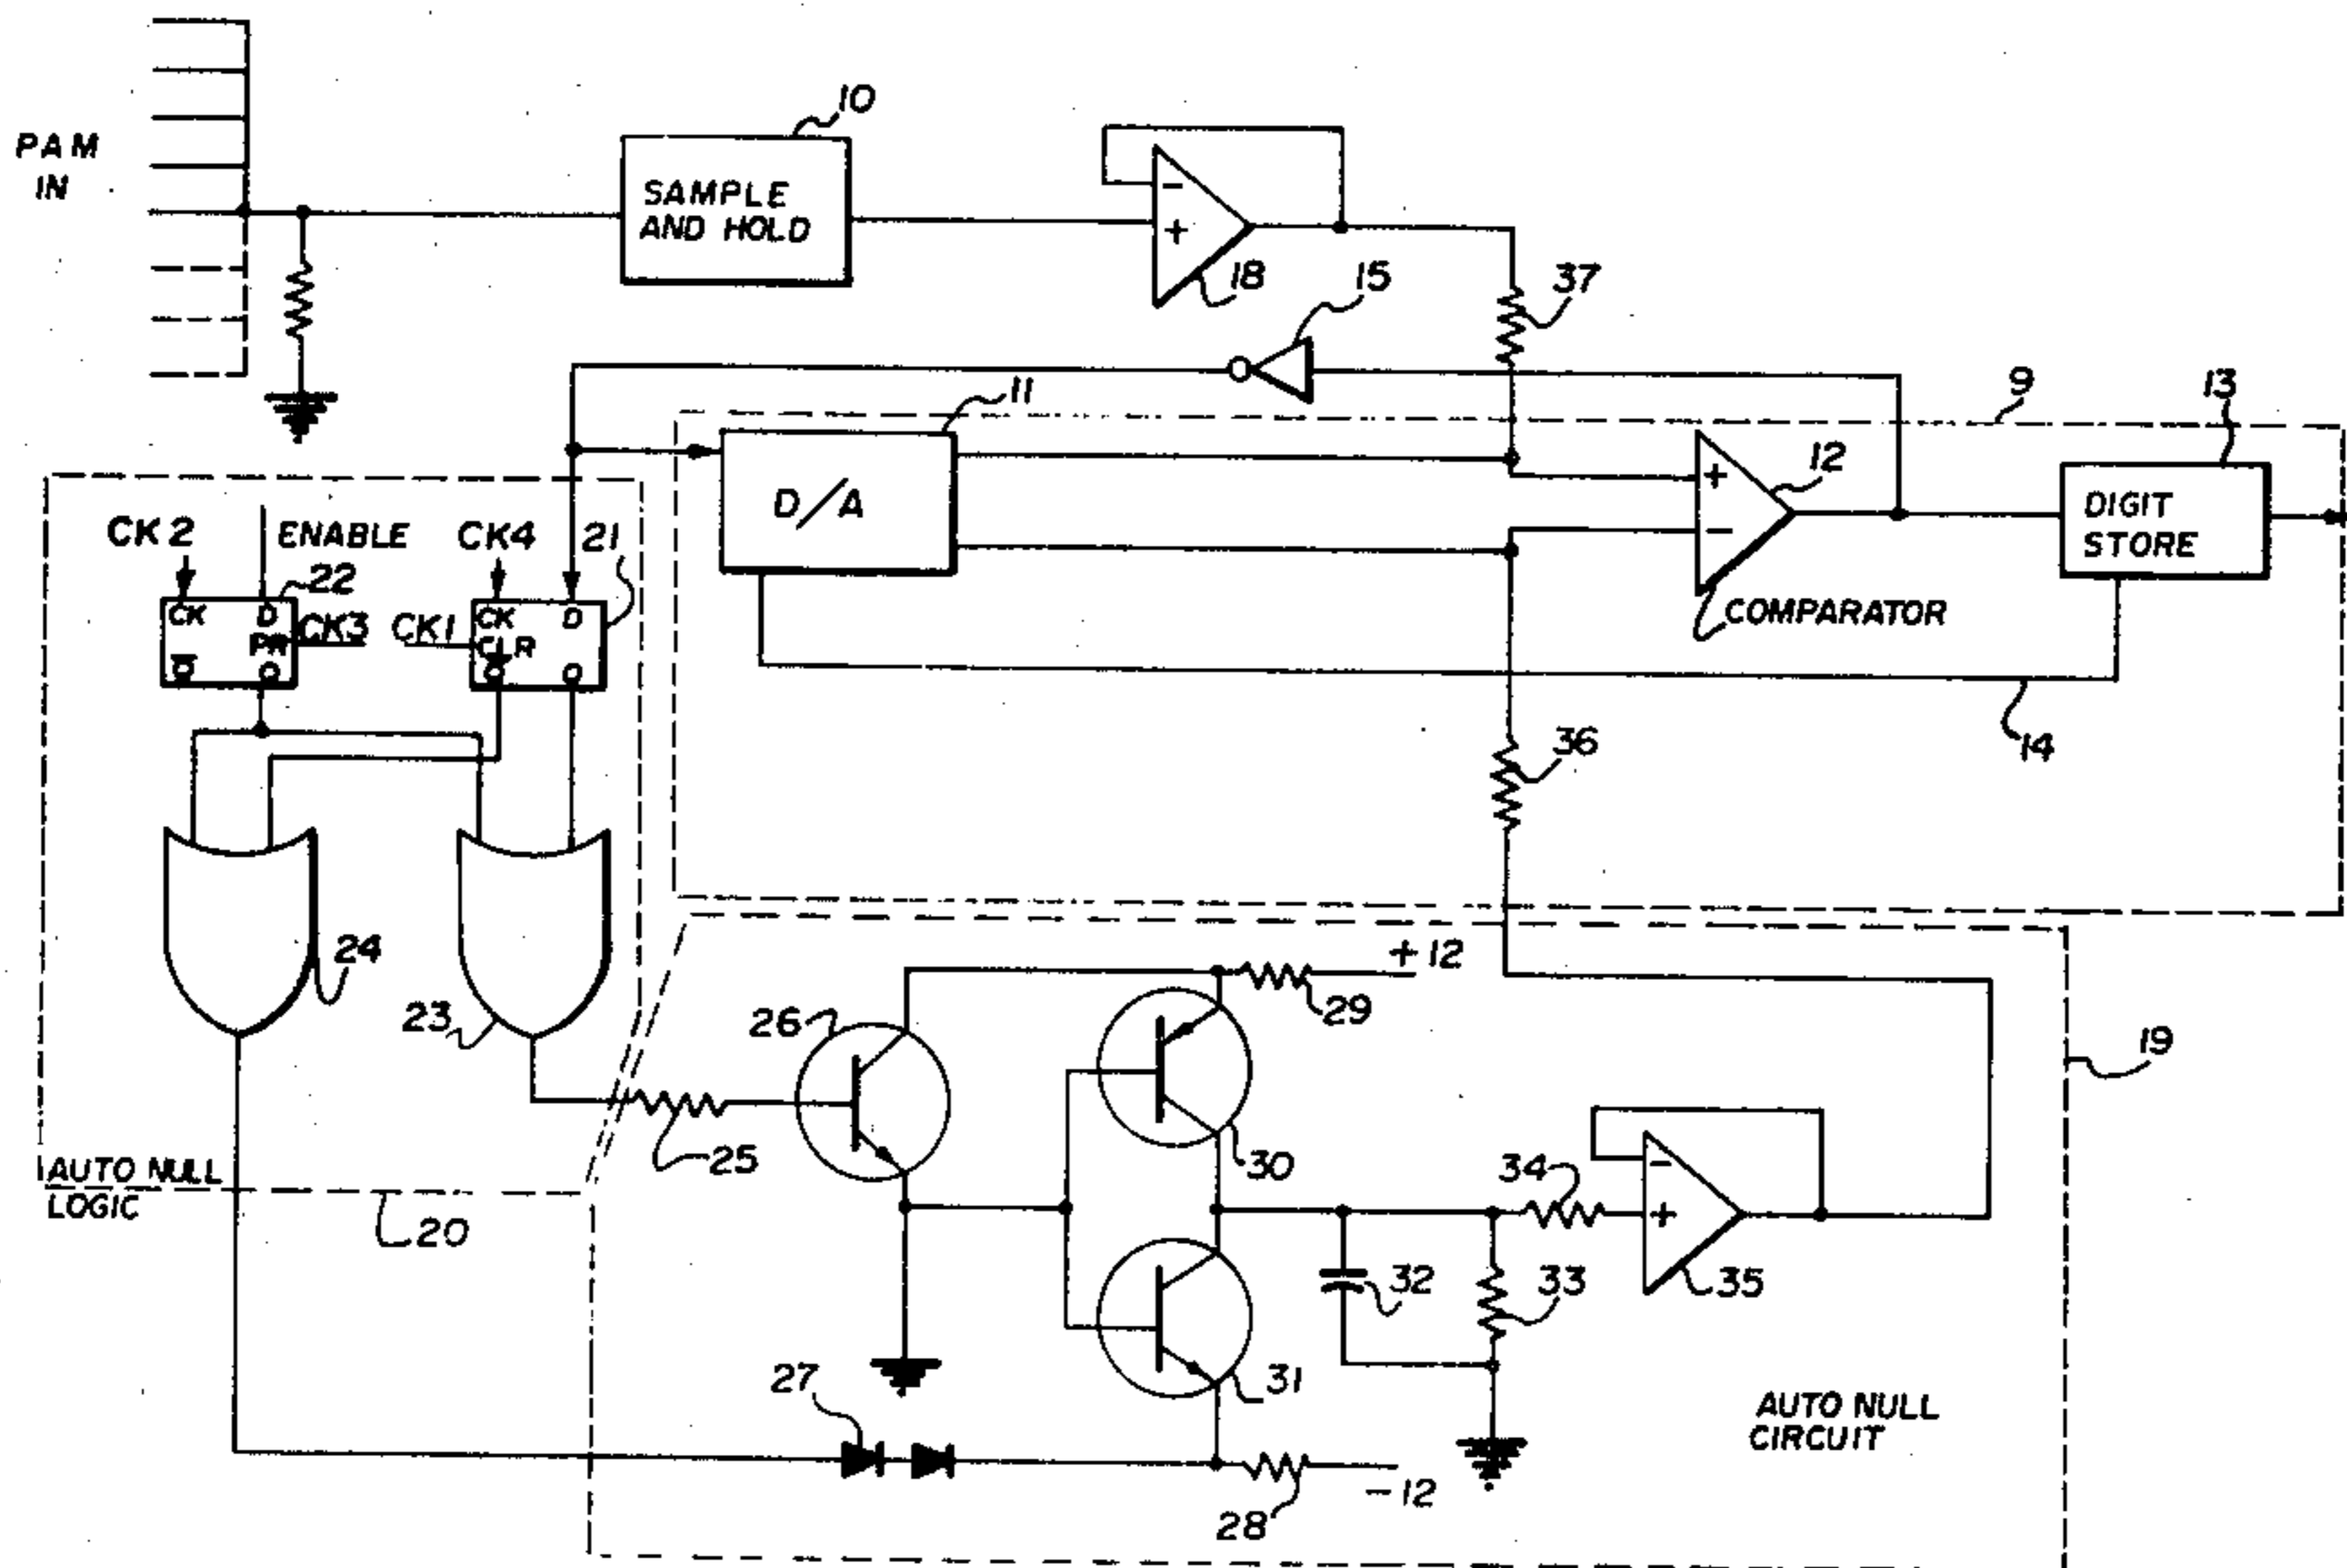 PAM
IN
10
SAMPLE
AND HOLD
-
+
18
15
37
11
9
13
D/A
+
-
12
DIGIT
STORE
COMPARATOR
14
36
CK2
ENABLE
CK4
21
22
CK
D
PR
CK3
Q
Q
CK1
CK
D
CLR
Q
Q
24
23
AUTO NULL
LOGIC
20
25
26
+12
29
19
30
34
-
+
35
32
33
31
27
28
-12
AUTO NULL
CIRCUIT